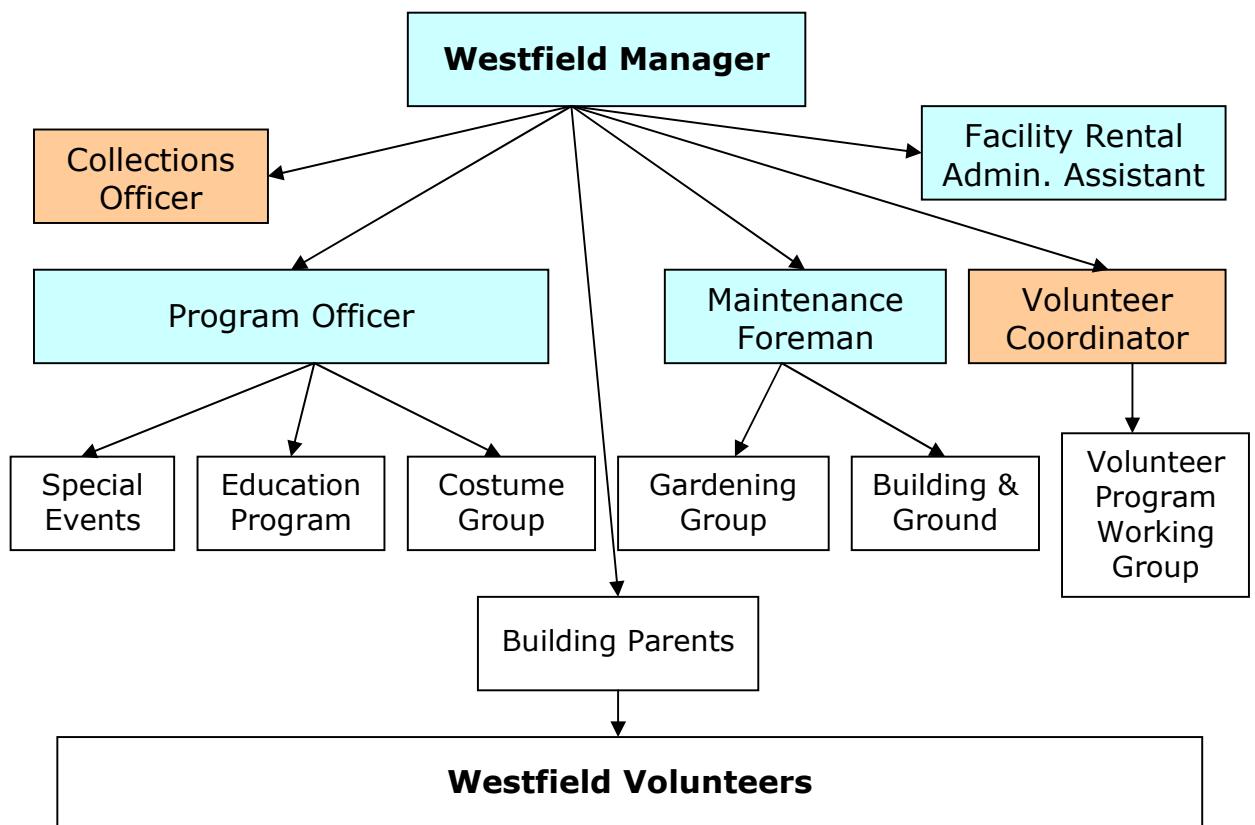 Westfield Manager
Collections
Officer
Facility Rental
Admin. Assistant
Program Officer
Maintenance
Foreman
Volunteer
Coordinator
Special
Events
Education
Program
Costume
Group
Gardening
Group
Building &
Ground
Volunteer
Program
Working
Group
Building Parents
Westfield Volunteers